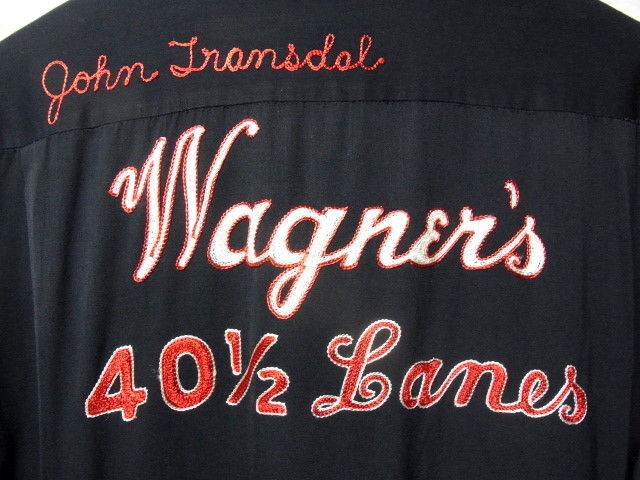 John Transdal
Wagner's
40½ Lanes